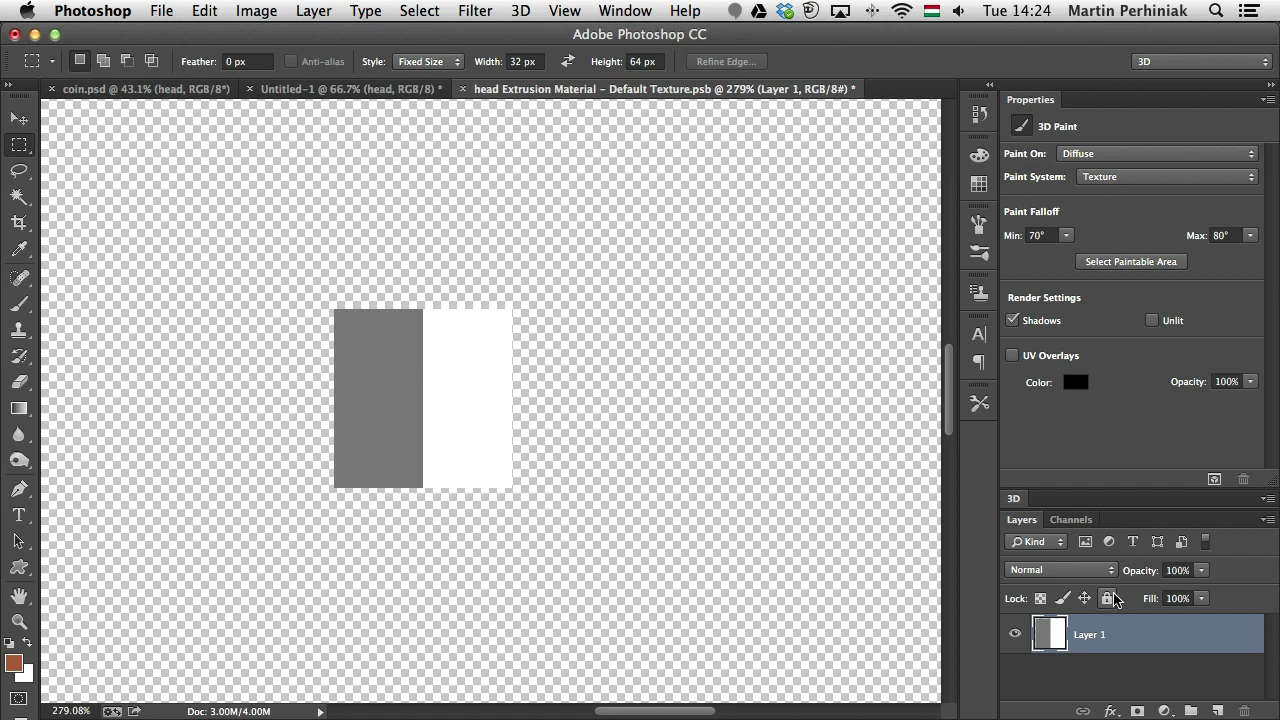 Photoshop File Edit Image Layer Type Select Filter 3D View Window Help Tue 14:24 Martin Perhiniak
Adobe Photoshop CC
Feather: 0 px Anti-alias Style: Fixed Size Width: 32 px Height: 64 px Refine Edge... 3D
coin.psd @ 43.1% (head, RGB/8*) Untitled-1 @ 66.7% (head, RGB/8) * head Extrusion Material - Default Texture.psb @ 279% (Layer 1, RGB/8#) *
Properties
3D Paint
Paint On: Diffuse
Paint System: Texture
Paint Falloff
Min: 70° Max: 80°
Select Paintable Area
Render Settings
Shadows Unlit
UV Overlays
Color: Opacity: 100%
3D
Layers Channels
Kind
Normal Opacity: 100%
Lock: Fill: 100%
Layer 1
279.08% Doc: 3.00M/4.00M